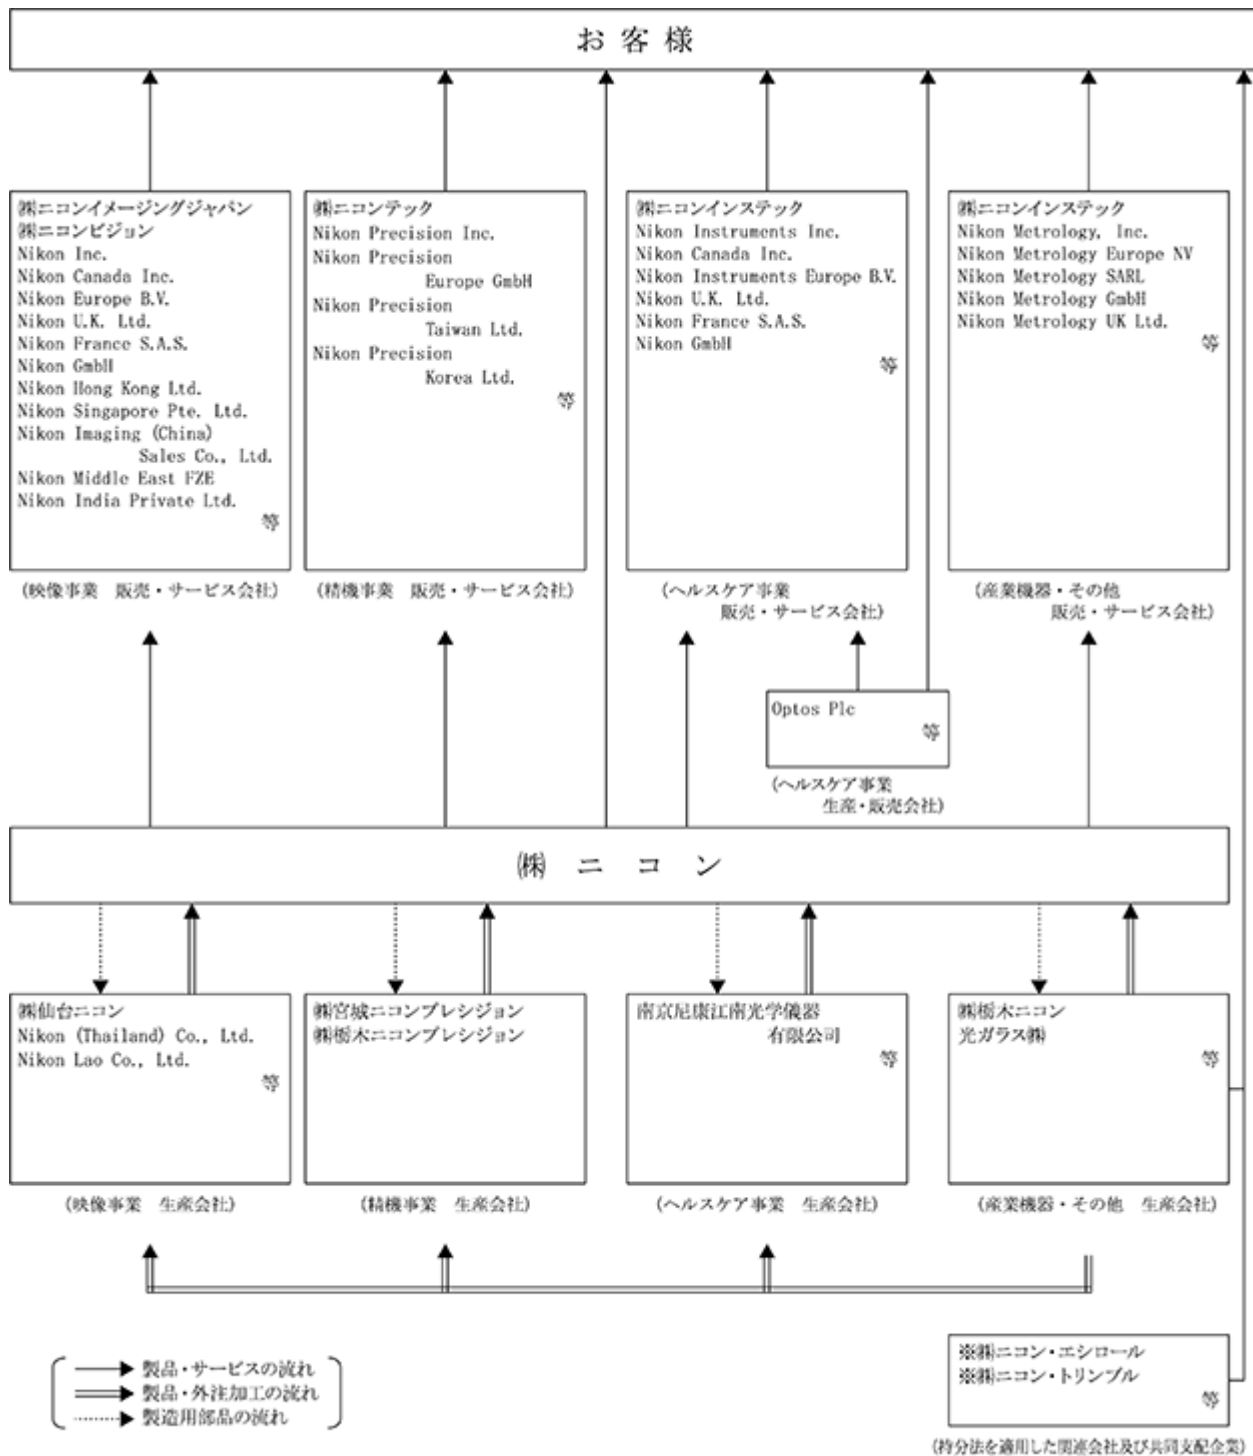 お客様
㈱ニコンイメージングジャパン
㈱ニコンビジョン
Nikon Inc.
Nikon Canada Inc.
Nikon Europe B.V.
Nikon U.K. Ltd.
Nikon France S.A.S.
Nikon GmbH
Nikon Hong Kong Ltd.
Nikon Singapore Pte. Ltd.
Nikon Imaging (China)
Sales Co., Ltd.
Nikon Middle East FZE
Nikon India Private Ltd.
等
(映像事業　販売・サービス会社)
㈱ニコンテック
Nikon Precision Inc.
Nikon Precision
Europe GmbH
Nikon Precision
Taiwan Ltd.
Nikon Precision
Korea Ltd.
等
(精機事業　販売・サービス会社)
㈱ニコンインステック
Nikon Instruments Inc.
Nikon Canada Inc.
Nikon Instruments Europe B.V.
Nikon U.K. Ltd.
Nikon France S.A.S.
Nikon GmbH
等
(ヘルスケア事業
販売・サービス会社)
㈱ニコンインステック
Nikon Metrology, Inc.
Nikon Metrology Europe NV
Nikon Metrology SARL
Nikon Metrology GmbH
Nikon Metrology UK Ltd.
等
(産業機器・その他
販売・サービス会社)
Optos Plc
等
(ヘルスケア事業
生産・販売会社)
㈱ ニ コ ン
㈱仙台ニコン
Nikon (Thailand) Co., Ltd.
Nikon Lao Co., Ltd.
等
(映像事業　生産会社)
㈱宮城ニコンプレシジョン
㈱栃木ニコンプレシジョン
(精機事業　生産会社)
南京尼康江南光学儀器
有限公司
等
(ヘルスケア事業　生産会社)
㈱栃木ニコン
光ガラス㈱
等
(産業機器・その他　生産会社)
製品・サービスの流れ
製品・外注加工の流れ
製造用部品の流れ
※㈱ニコン・エシロール
※㈱ニコン・トリンブル
等
(持分法を適用した関連会社及び共同支配企業)